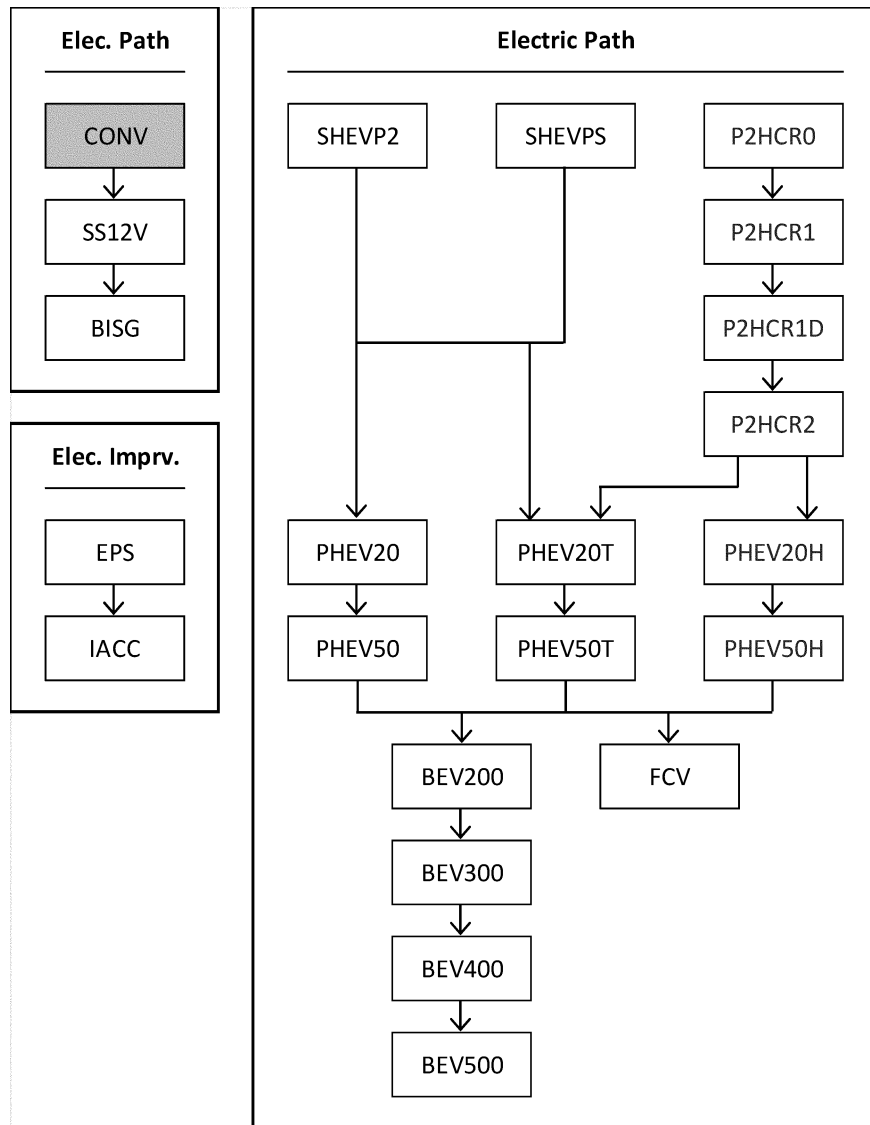 Elec. Path
CONV
SS12V
BISG
Elec. Imprv.
EPS
IACC
Electric Path
SHEVP2
SHEVPS
P2HCR0
P2HCR1
P2HCR1D
P2HCR2
PHEV20
PHEV20T
PHEV20H
PHEV50
PHEV50T
PHEV50H
BEV200
FCV
BEV300
BEV400
BEV500